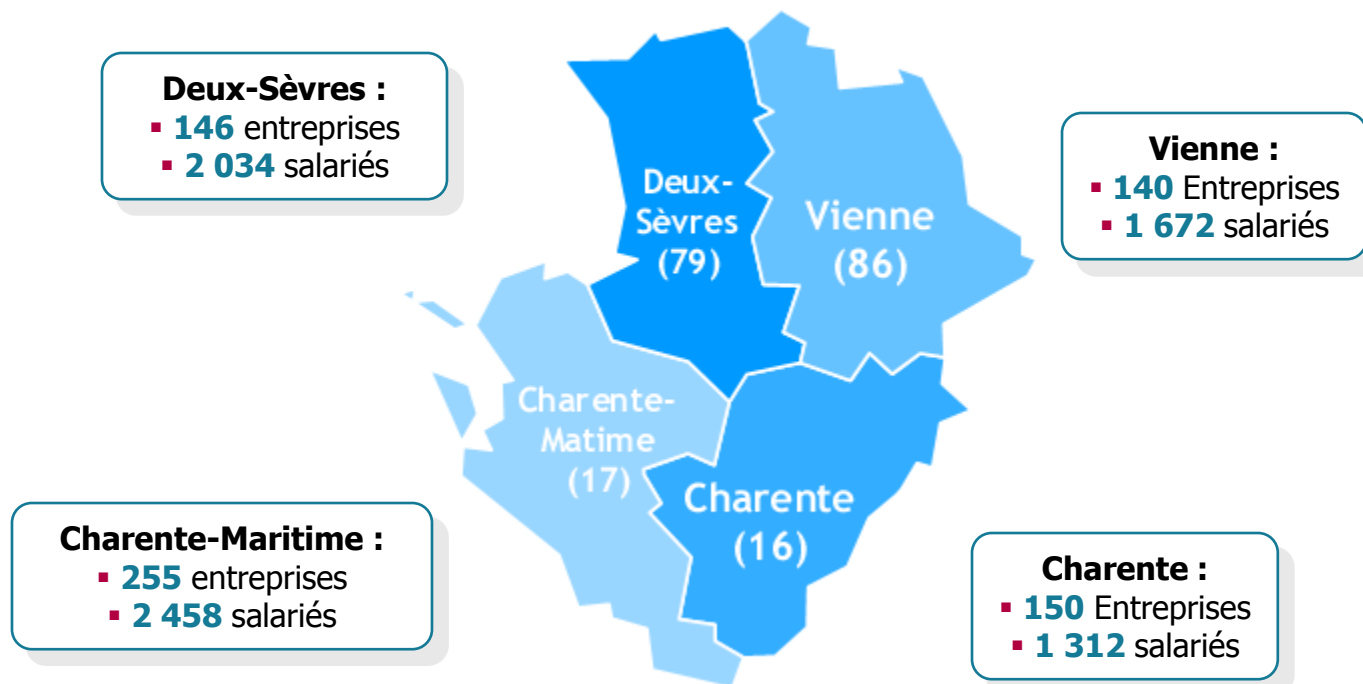 Deux-Sèvres :
▪ 146 entreprises
▪ 2 034 salariés
Vienne :
▪ 140 Entreprises
▪ 1 672 salariés
Deux-
Sèvres
(79)
Vienne
(86)
Charente-
Matime
(17)
Charente
(16)
Charente-Maritime :
▪ 255 entreprises
▪ 2 458 salariés
Charente :
▪ 150 Entreprises
▪ 1 312 salariés